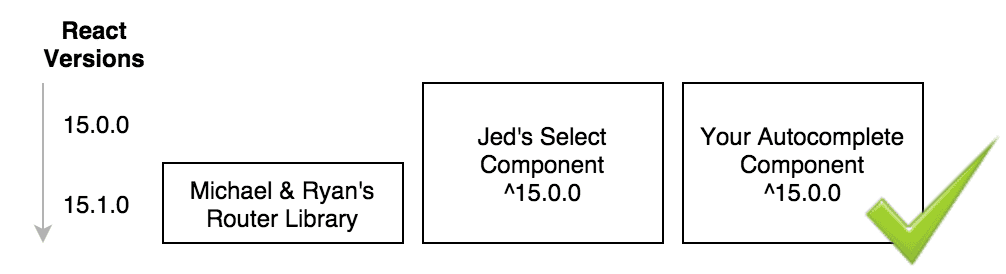 React
Versions
15.0.0
15.1.0
Michael & Ryan's
Router Library
Jed's Select
Component
^15.0.0
Your Autocomplete
Component
^15.0.0